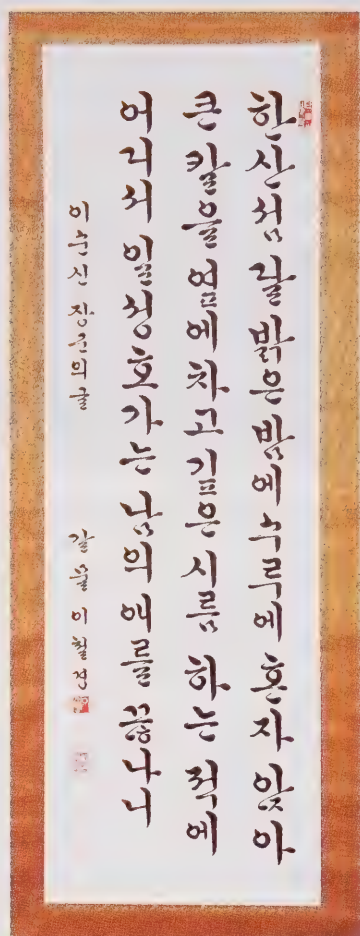 한산섬 달 밝은 밤에 수루에 혼자 앉아
큰 칼을 옆에 차고 깊은 시름 하는 적에
어디서 일성호가는 남의 애를 끊나니
이순신 장군의 글
갈물 이철경